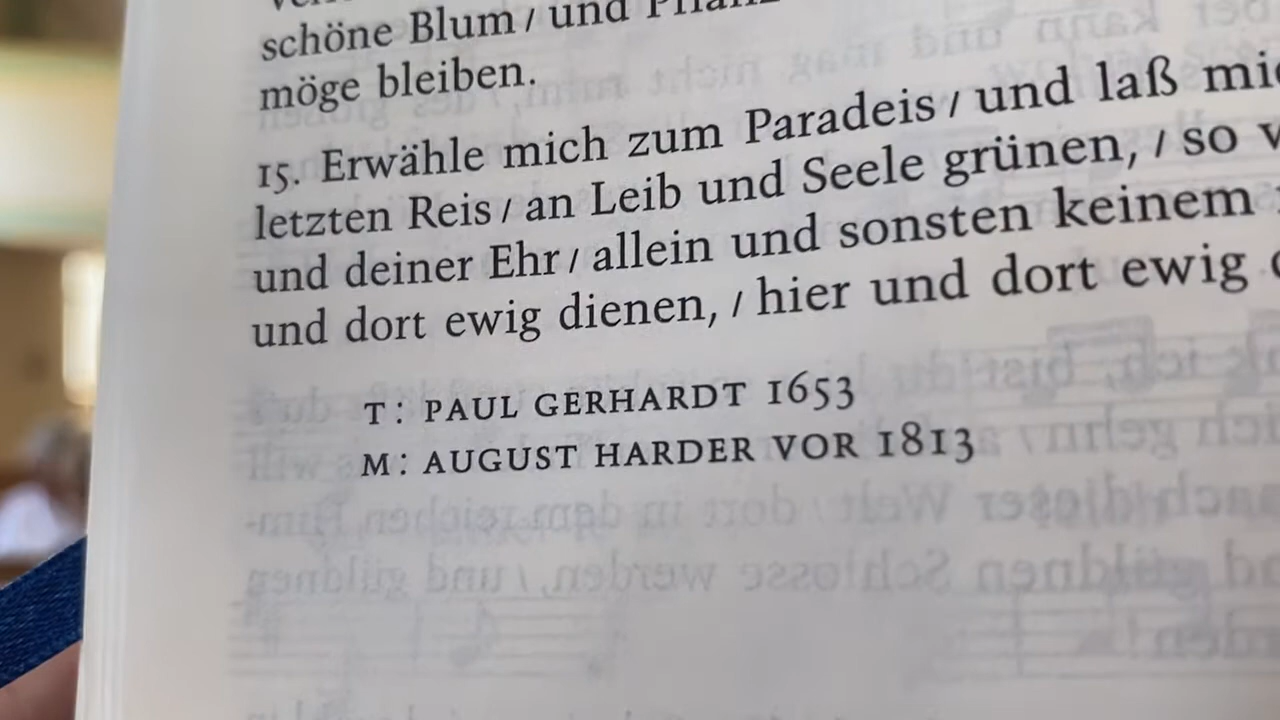 schöne Blum / und
möge bleiben.
15. Erwähle mich zum Paradeis / und laß
letzten Reis / an Leib und Seele grünen, / so
und deiner Ehr / allein und sonsten keinem
und dort ewig dienen, / hier und dort ewig
T: PAUL GERHARDT 1653
M: AUGUST HARDER VOR 1813